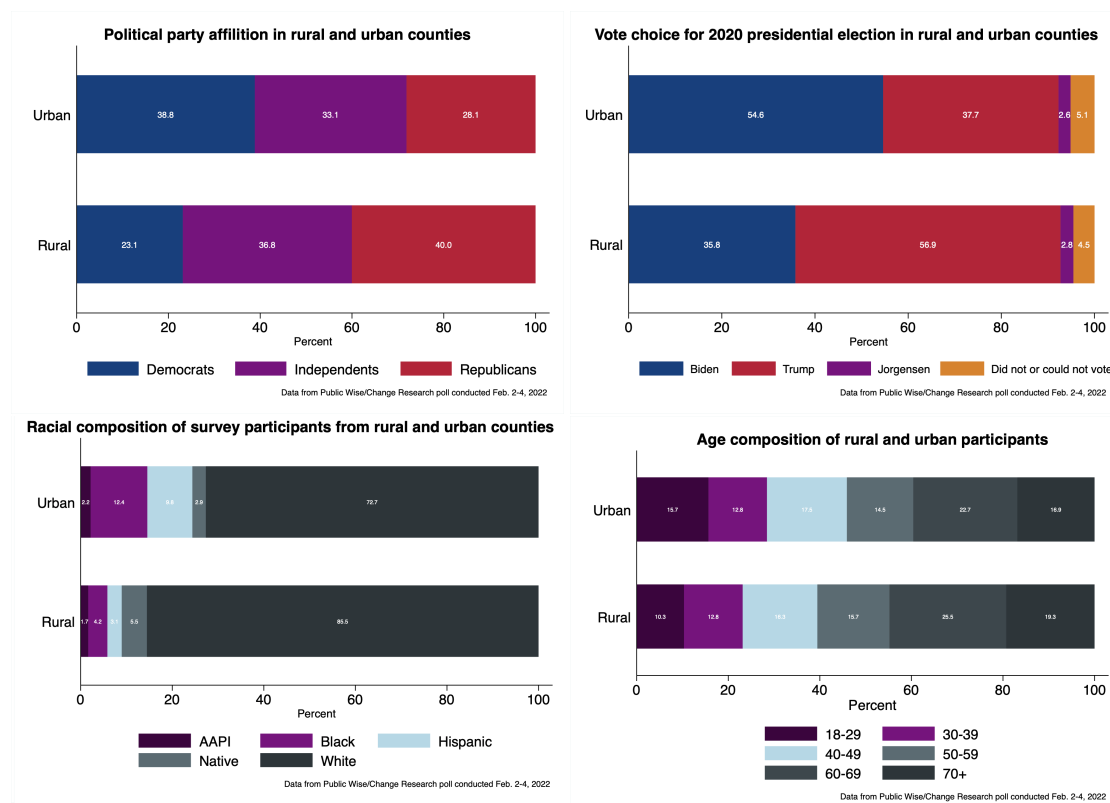 Political party affilition in rural and urban counties
Urban
38.8 33.1 28.1
Rural
23.1 36.8 40.0
0 20 40 60 80 100
Percent
Democrats Independents Republicans
Data from Public Wise/Change Research poll conducted Feb. 2-4, 2022
Vote choice for 2020 presidential election in rural and urban counties
Urban
54.6 37.7 2.6 5.1
Rural
35.8 56.9 2.8 4.5
0 20 40 60 80 100
Percent
Biden Trump Jorgensen Did not or could not vote
Data from Public Wise/Change Research poll conducted Feb. 2-4, 2022
Racial composition of survey participants from rural and urban counties
Urban
2.2 12.4 2.9 72.7
Rural
1.7 4.2 5.5 85.5
0 20 40 60 80 100
Percent
AAPI Black Hispanic
Native White
Data from Public Wise/Change Research poll conducted Feb. 2-4, 2022
Age composition of rural and urban participants
Urban
15.7 12.8 14.5 22.7 16.9
Rural
10.3 12.8 16.3 15.7 25.5 19.3
0 20 40 60 80 100
Percent
18-29 30-39
40-49 50-59
60-69 70+
Data from Public Wise/Change Research poll conducted Feb. 2-4, 2022